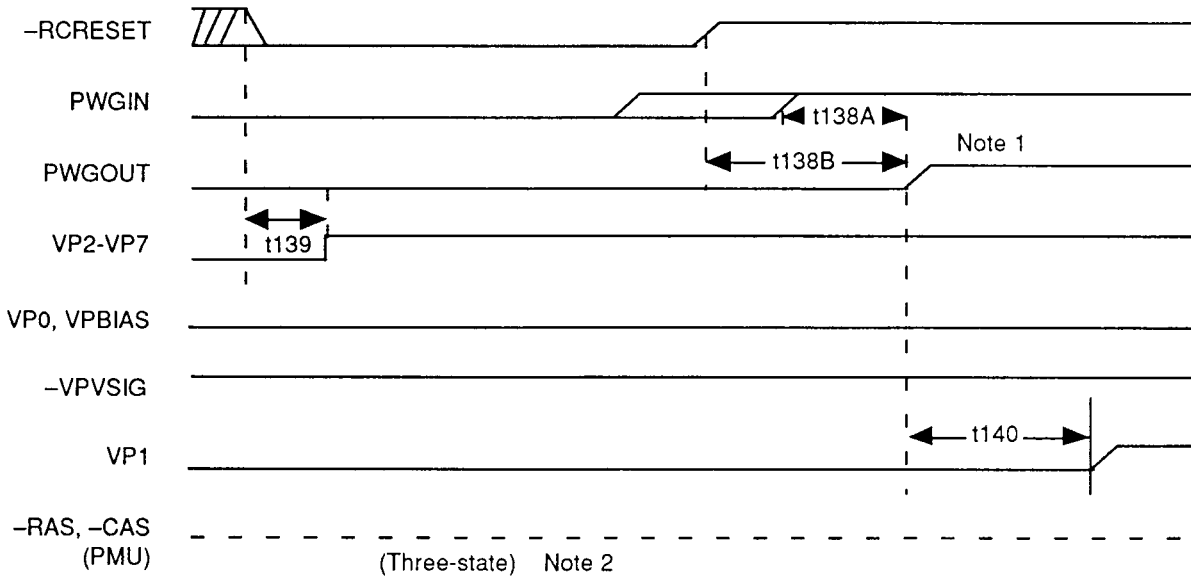 –RCRESET
PWGIN
t138A
PWGOUT
t138B
Note 1
VP2-VP7
t139
VP0, VPBIAS
–VPVSIG
VP1
t140
–RAS, –CAS
(PMU)
(Three-state) Note 2